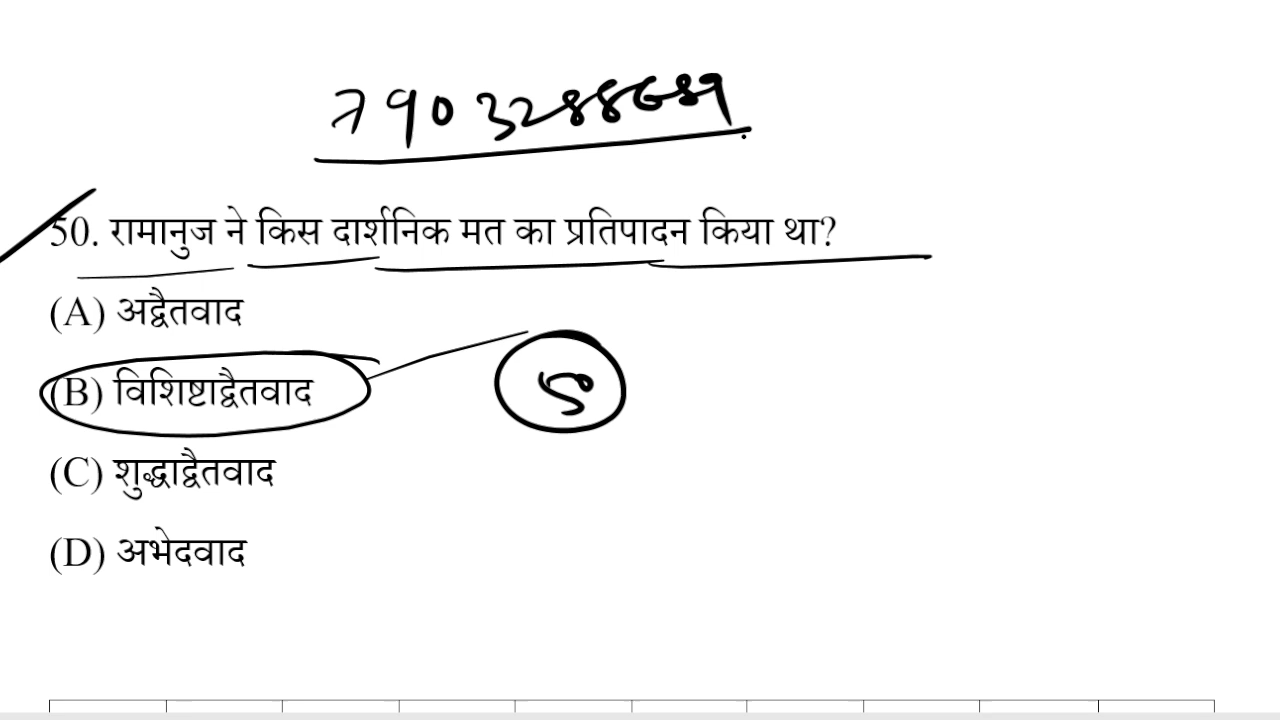 7903288689
50. रामानुज ने किस दार्शनिक मत का प्रतिपादन किया था?
(A) अद्वैतवाद
(B) विशिष्टाद्वैतवाद
(C) शुद्धाद्वैतवाद
(D) अभेदवाद